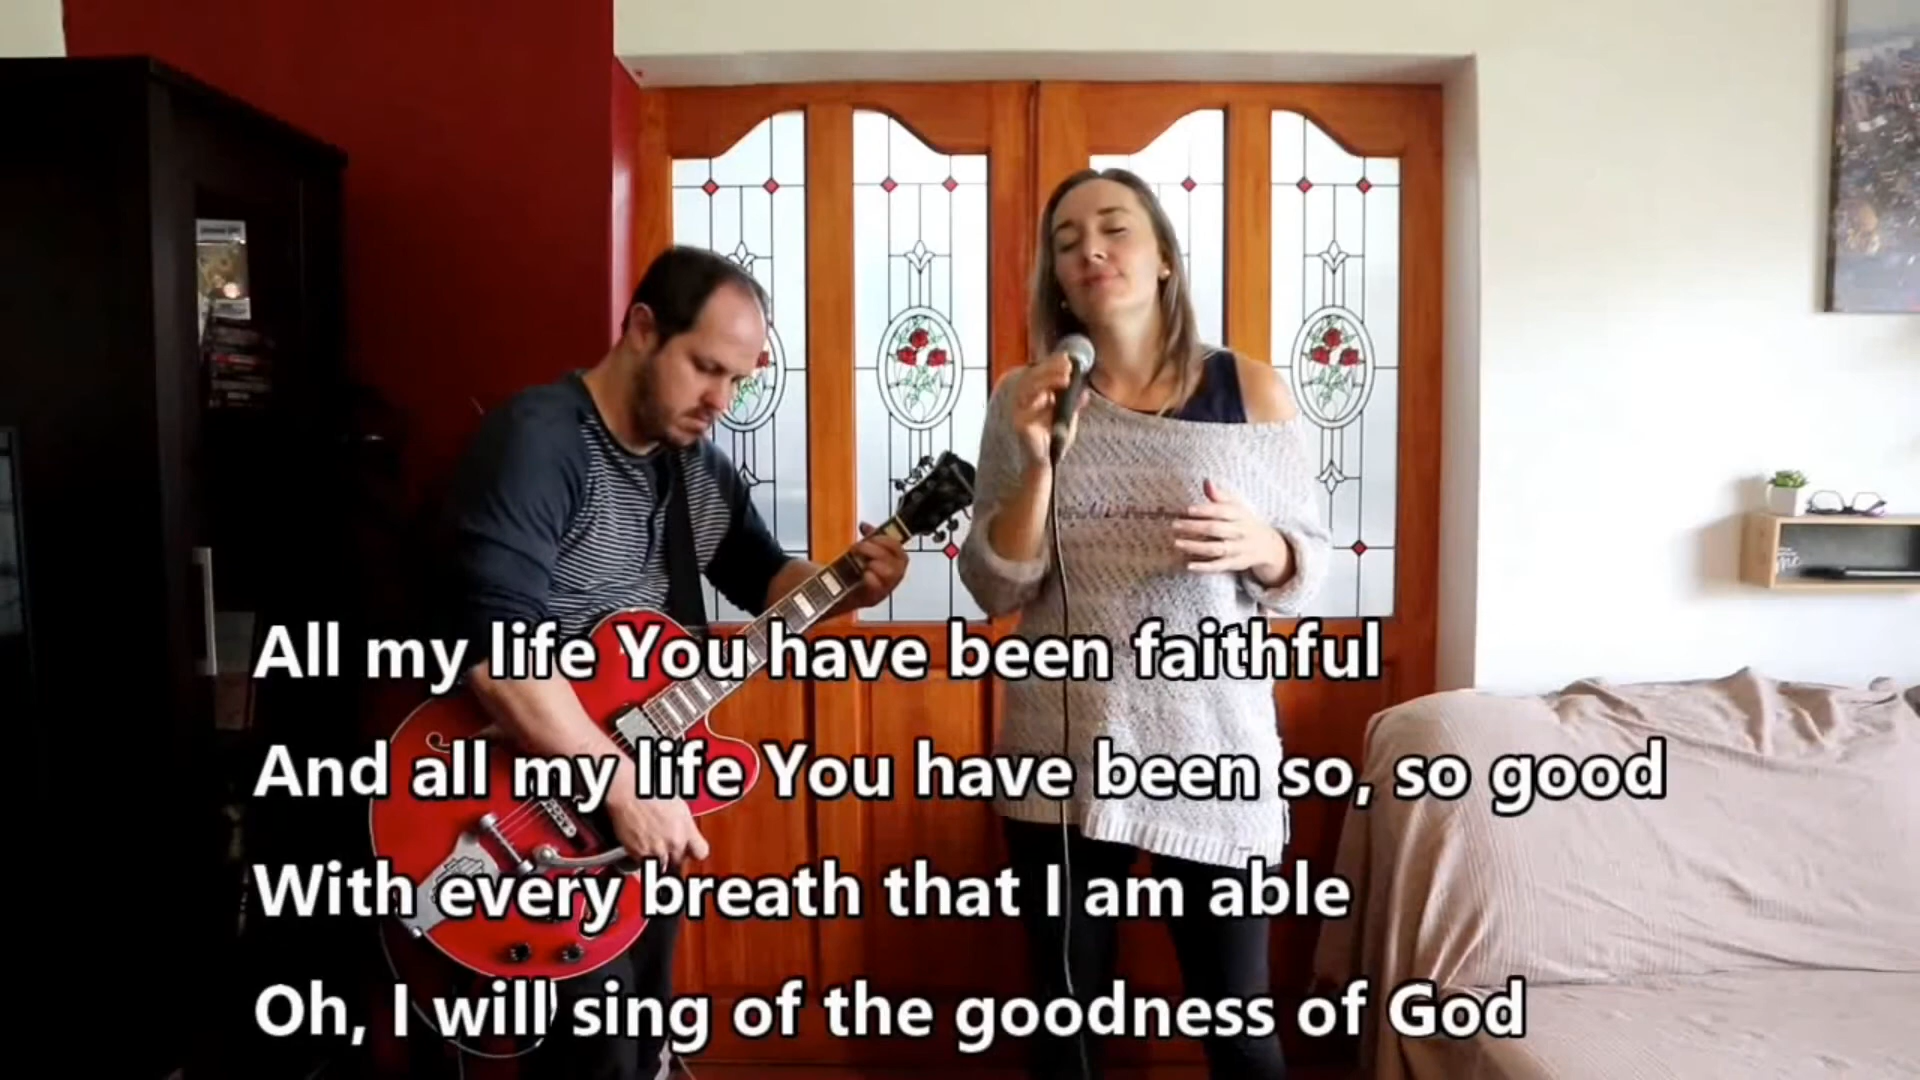 All my life You have been faithful
And all my life You have been so, so good
With every breath that I am able
Oh, I will sing of the goodness of God